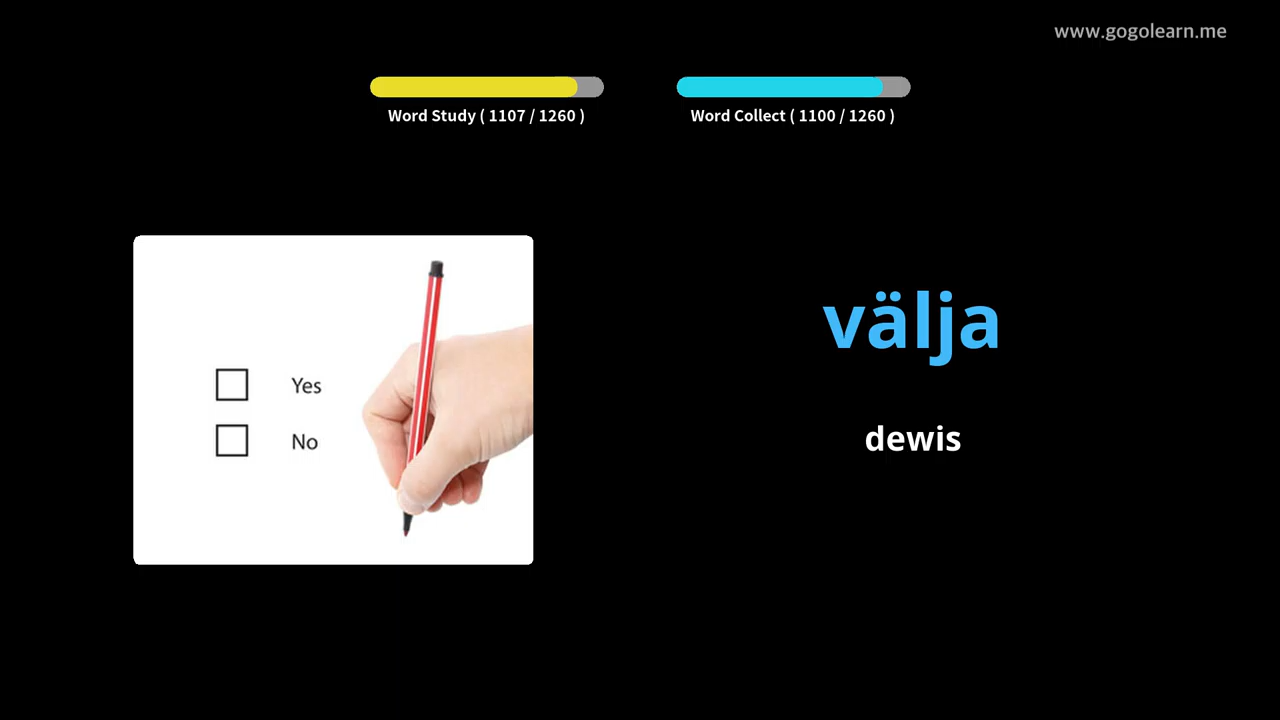 www.gogolearn.me
Word Study ( 1107 / 1260 )
Word Collect ( 1100 / 1260 )
välja
Yes
No
dewis